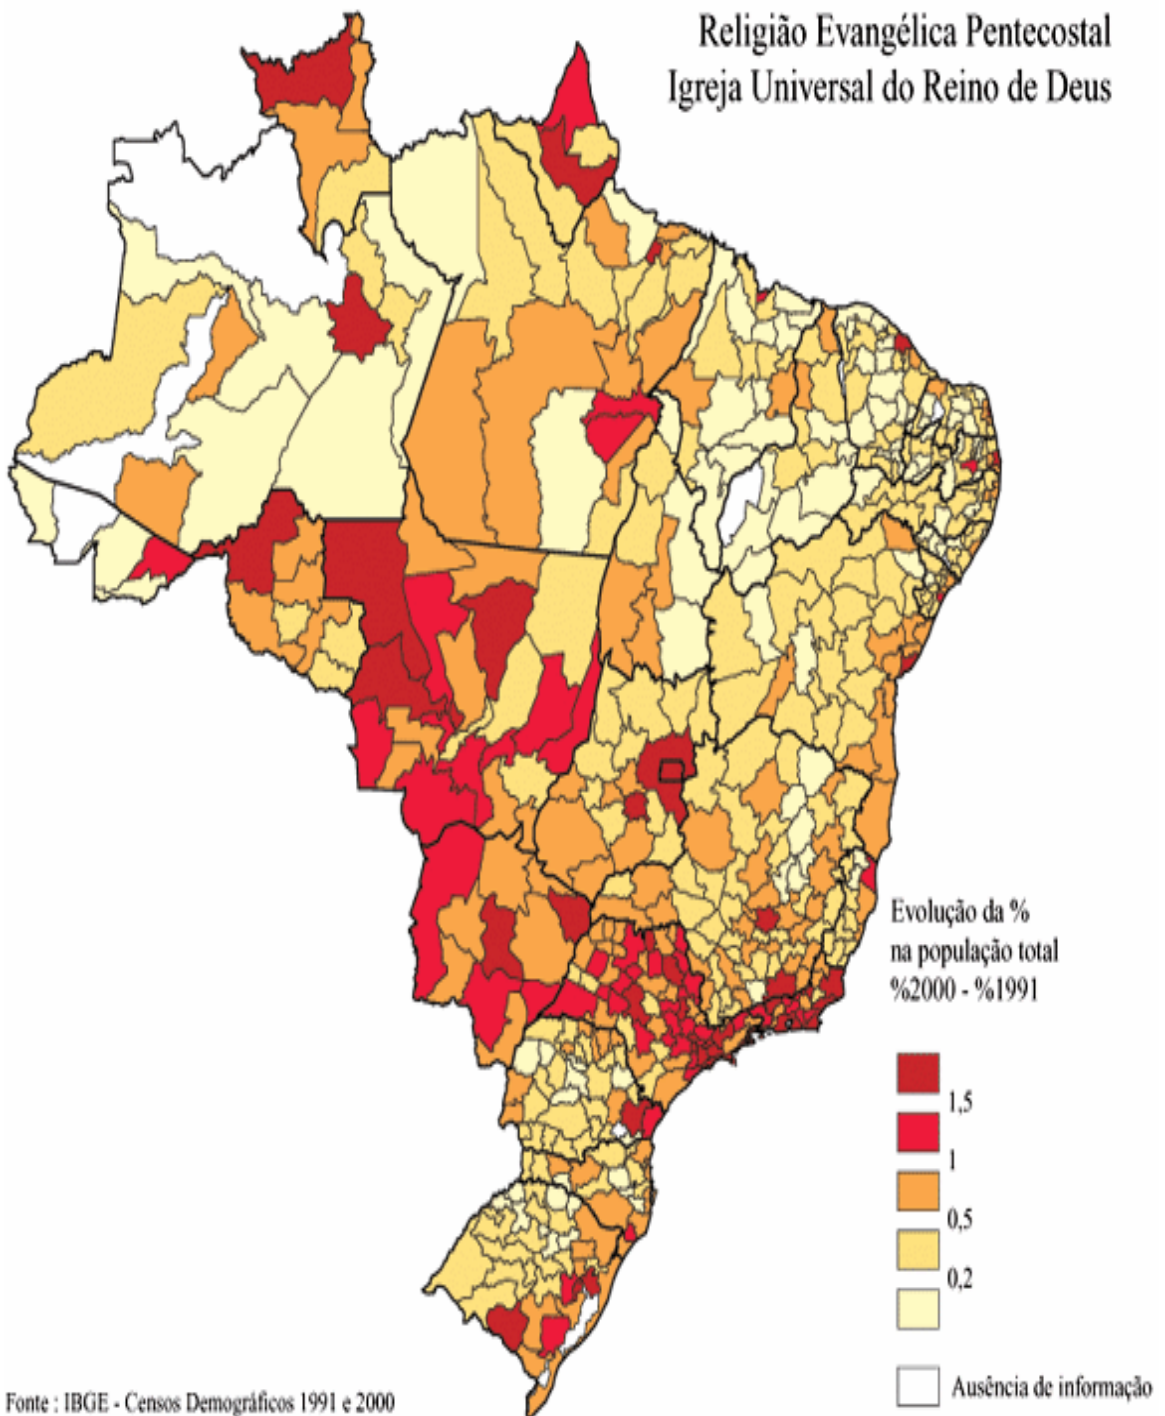 Religião Evangélica Pentecostal
Igreja Universal do Reino de Deus
Evolução da %
na população total
%2000 - %1991
1,5
1
0,5
0,2
Ausência de informação
Fonte : IBGE - Censos Demográficos 1991 e 2000